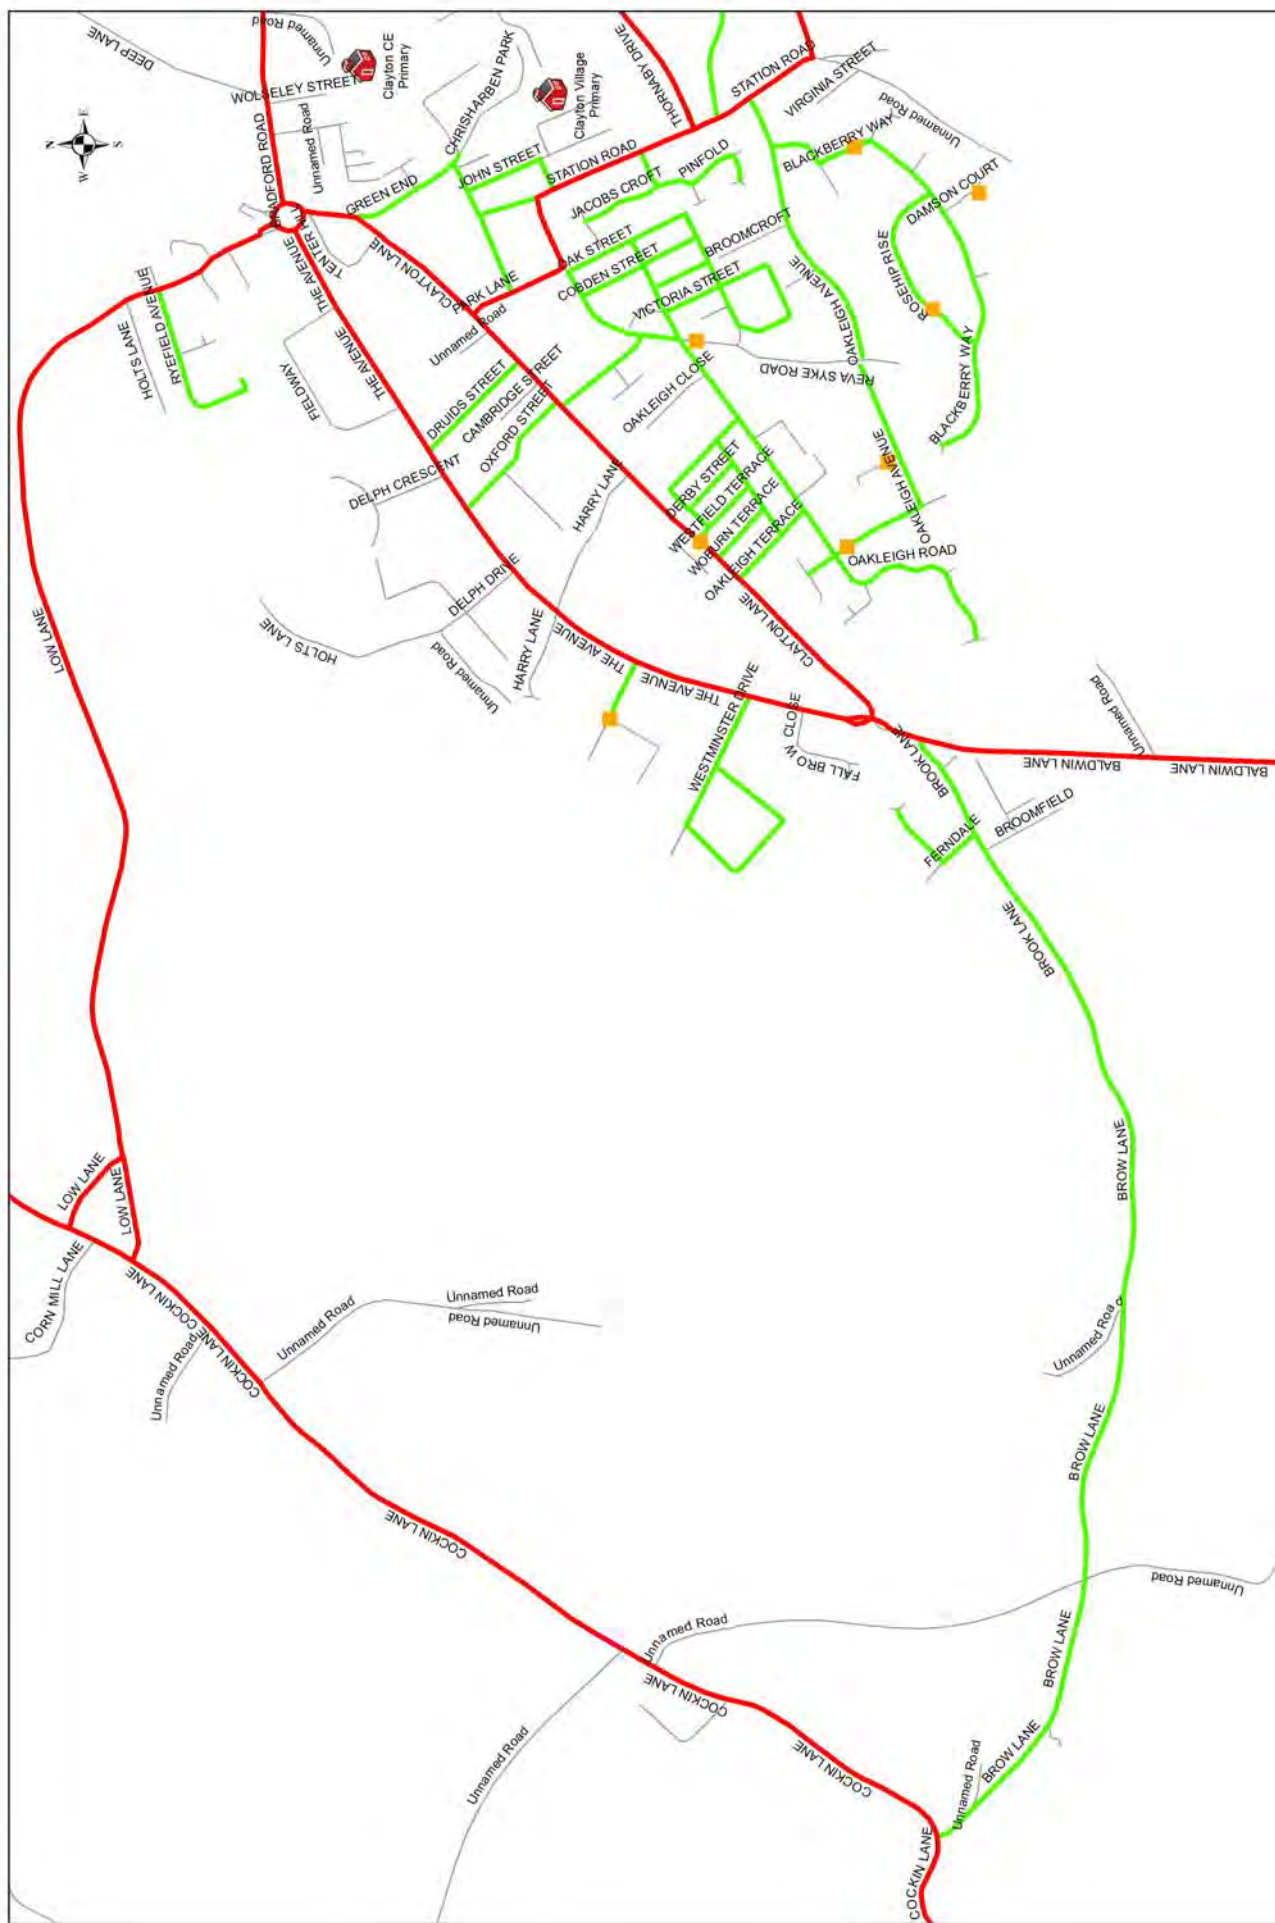 DEEP LANE
Unnamed Road
N
E
W
S
WOLSELEY STREET
Clayton CE
Primary
CHRISHARBEN PARK
Clayton Village
Primary
THORNABY DRIVE
STATION ROAD
VIRGINIA STREET
Unnamed Road
BRADFORD ROAD
Unnamed Road
GREEN END
JOHN STREET
STATION ROAD
PINFOLD
BLACKBERRY WAY
DAMSON COURT
JACOBS CROFT
TENTER HILL
THE AVENUE
CLAYTON LANE
PARK LANE
OAK STREET
COBDEN STREET
BROOMCROFT
VICTORIA STREET
ROSEHIP RISE
OAKLEIGH AVENUE
RYEFIELD AVENUE
HOLTS LANE
FIELDWAY
THE AVENUE
Unnamed Road
DRUIDS STREET
CAMBRIDGE STREET
OXFORD STREET
OAKLEIGH CLOSE
REVA SYKE ROAD
OAKLEIGH AVENUE
BLACKBERRY WAY
DELPH CRESCENT
HARRY LANE
DERBY STREET
WESTFIELD TERRACE
WOBURN TERRACE
OAKLEIGH TERRACE
OAKLEIGH AVENUE
OAKLEIGH AVENUE
OAKLEIGH ROAD
LOW LANE
HOLTS LANE
DELPH DRIVE
Unnamed Road
HARRY LANE
THE AVENUE
THE AVENUE
CLAYTON LANE
WESTMINSTER DRIVE
FALL BROW CLOSE
BROOK LANE
Unnamed Road
BALDWIN LANE
BALDWIN LANE
BALDWIN LANE
FERNDALE
BROOMFIELD
BROOK LANE
LOW LANE
LOW LANE
BROW LANE
CORN MILL LANE
COCKIN LANE
COCKIN LANE
COCKIN LANE
Unnamed Road
Unnamed Road
Unnamed Road
Unnamed Road
Unnamed Road
BROW LANE
COCKIN LANE
Unnamed Road
Unnamed Road
BROW LANE
COCKIN LANE
Unnamed Road
COCKIN LANE
BROW LANE
Unnamed Road
COCKIN LANE